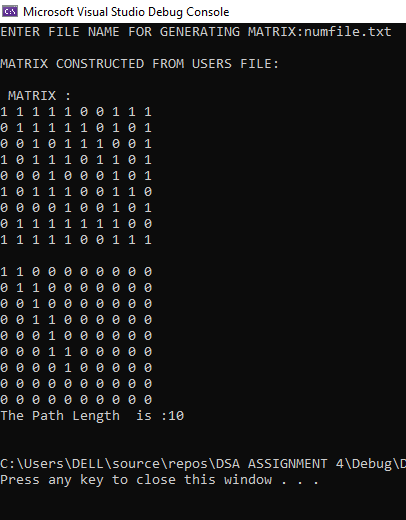 Microsoft Visual Studio Debug Console
ENTER FILE NAME FOR GENERATING MATRIX:numfile.txt
MATRIX CONSTRUCTED FROM USERS FILE:
MATRIX :
1 1 1 1 1 0 0 1 1 1
0 1 1 1 1 1 0 1 0 1
0 0 1 0 1 1 1 0 0 1
1 0 1 1 1 0 1 1 0 1
0 0 0 1 0 0 0 1 0 1
1 0 1 1 1 0 0 1 1 0
0 0 0 0 1 0 0 1 0 1
0 1 1 1 1 1 1 1 0 0
1 1 1 1 1 0 0 1 1 1
1 1 0 0 0 0 0 0 0 0
0 1 1 0 0 0 0 0 0 0
0 0 1 0 0 0 0 0 0 0
0 0 1 1 0 0 0 0 0 0
0 0 0 1 0 0 0 0 0 0
0 0 0 1 1 0 0 0 0 0
0 0 0 0 1 0 0 0 0 0
0 0 0 0 0 0 0 0 0 0
0 0 0 0 0 0 0 0 0 0
The Path Length  is :10
C:\Users\DELL\source\repos\DSA ASSIGNMENT 4\Debug\D
Press any key to close this window . . .